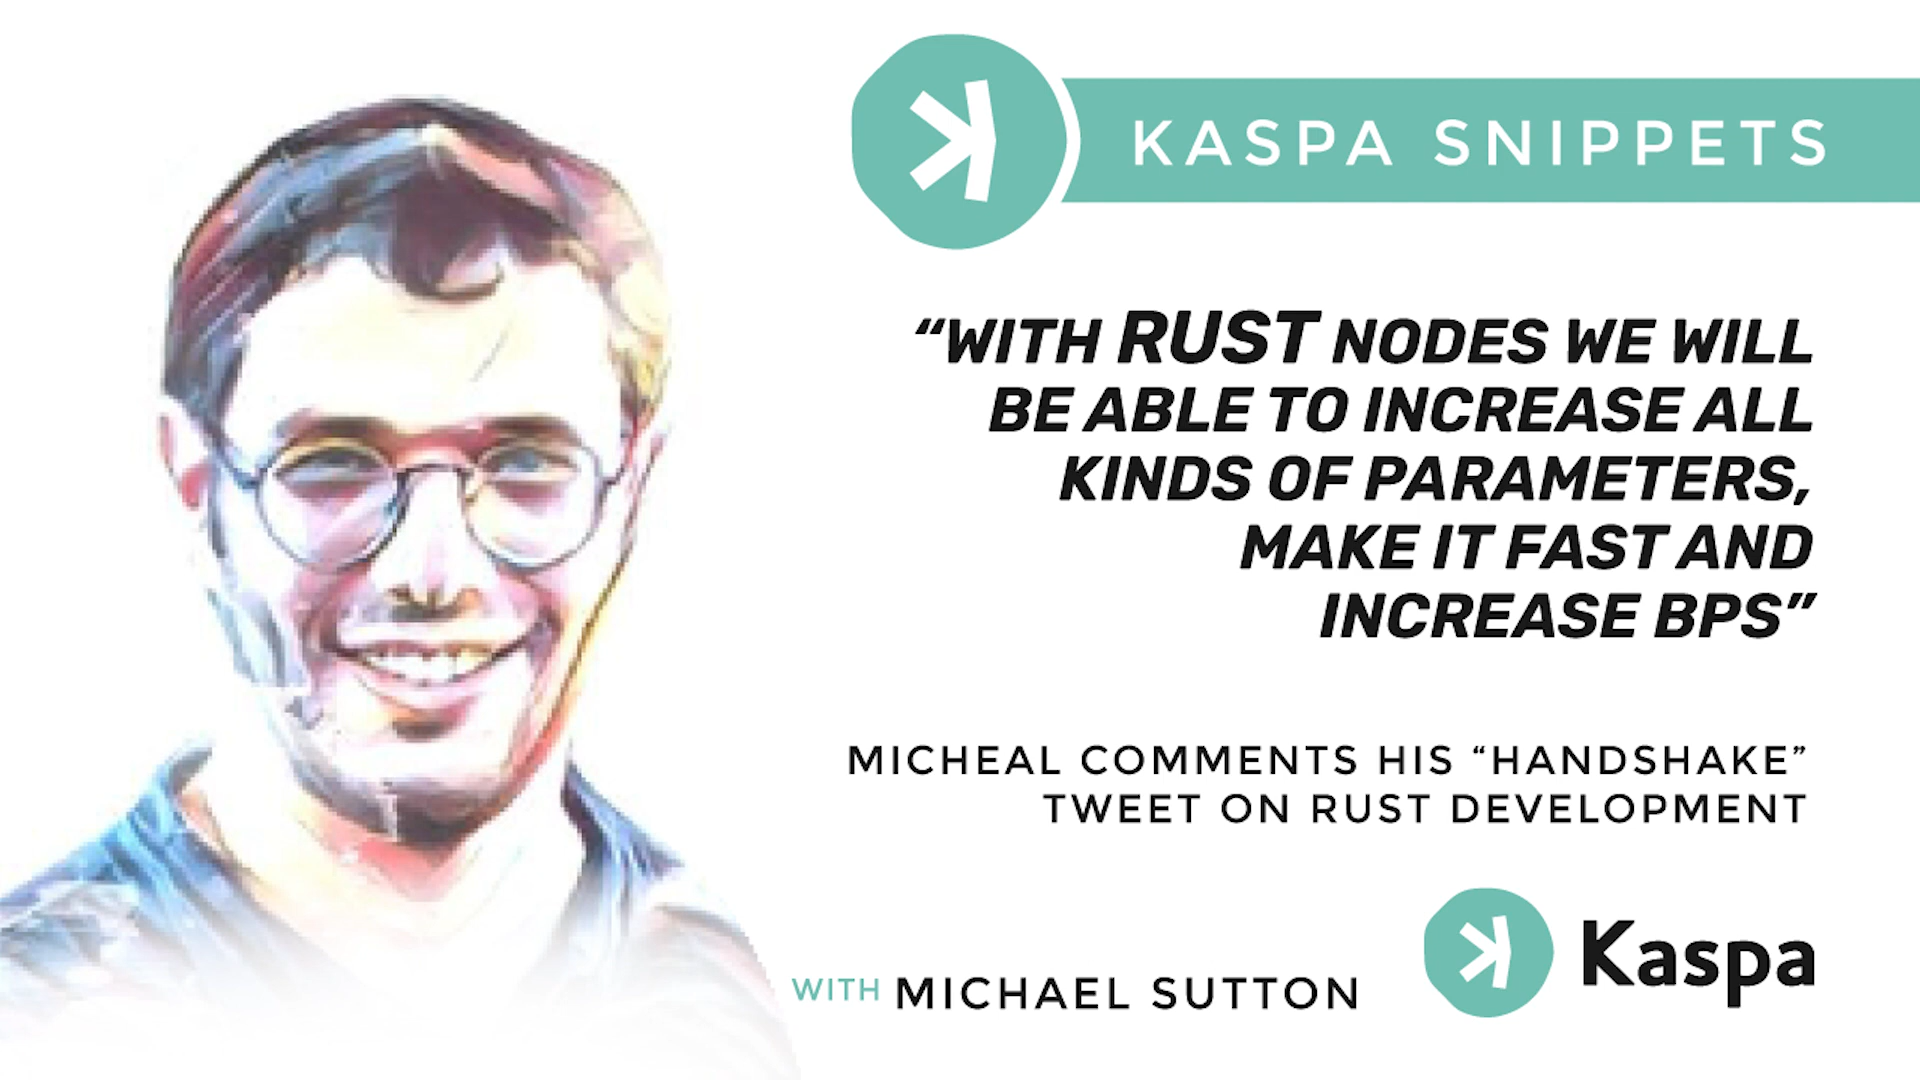 KASPA SNIPPETS
“WITH RUST NODES WE WILL
BE ABLE TO INCREASE ALL
KINDS OF PARAMETERS,
MAKE IT FAST AND
INCREASE BPS”
MICHEAL COMMENTS HIS “HANDSHAKE”
TWEET ON RUST DEVELOPMENT
WITH MICHAEL SUTTON
Kaspa